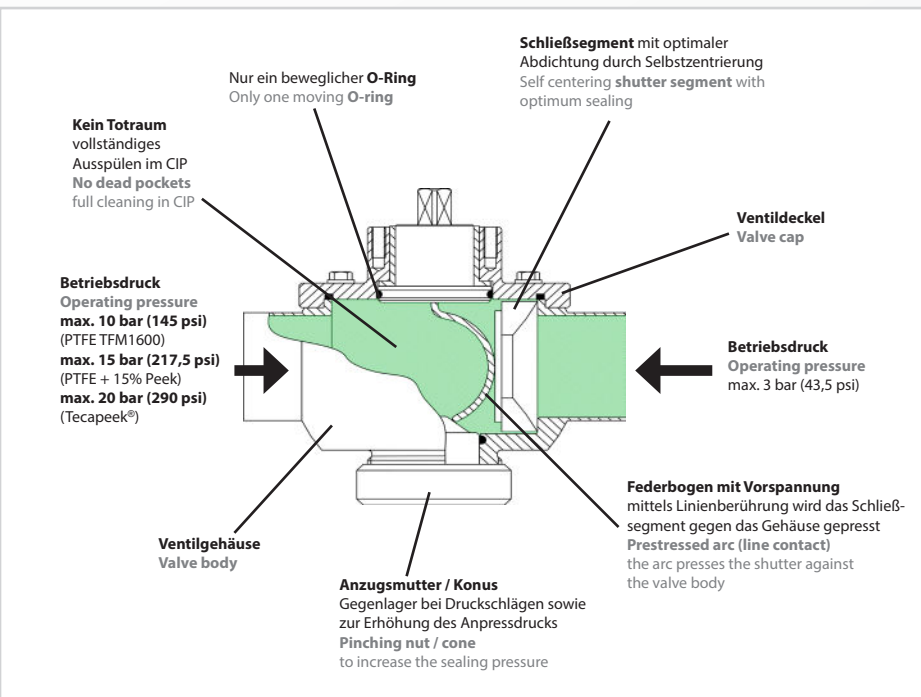 Schließsegment mit optimaler
Abdichtung durch Selbstzentrierung
Self centering shutter segment with
optimum sealing
Nur ein beweglicher O-Ring
Only one moving O-ring
Kein Totraum
vollständiges
Ausspülen im CIP
No dead pockets
full cleaning in CIP
Ventildeckel
Valve cap
Betriebsdruck
Operating pressure
max. 10 bar (145 psi)
(PTFE TFM1600)
max. 15 bar (217,5 psi)
(PTFE + 15% Peek)
max. 20 bar (290 psi)
(Tecapeek®)
Betriebsdruck
Operating pressure
max. 3 bar (43,5 psi)
Federbogen mit Vorspannung
mittels Linienberührung wird das Schließ-
segment gegen das Gehäuse gepresst
Prestressed arc (line contact)
the arc presses the shutter against
the valve body
Ventilgehäuse
Valve body
Anzugsmutter / Konus
Gegenlager bei Druckschlägen sowie
zur Erhöhung des Anpressdrucks
Pinching nut / cone
to increase the sealing pressure